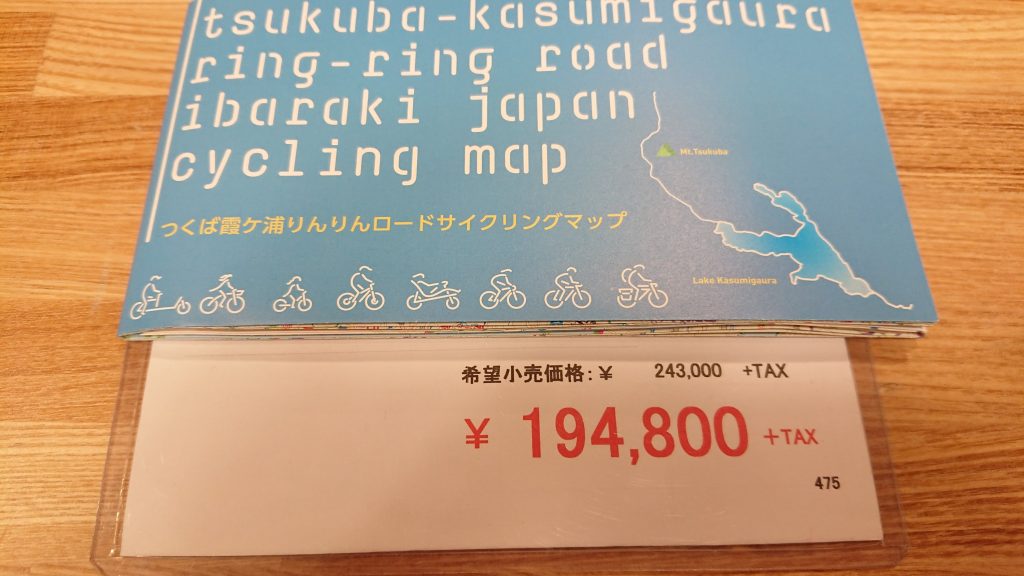 tsukuba-kasumigaura
ring-ring road
ibaraki japan
cycling map
Mt.Tsukuba
つくば霞ケ浦りんりんロードサイクリングマップ
Lake Kasumigaura
希望小売価格:¥ 243,000 +TAX
¥ 194,800 +TAX
475